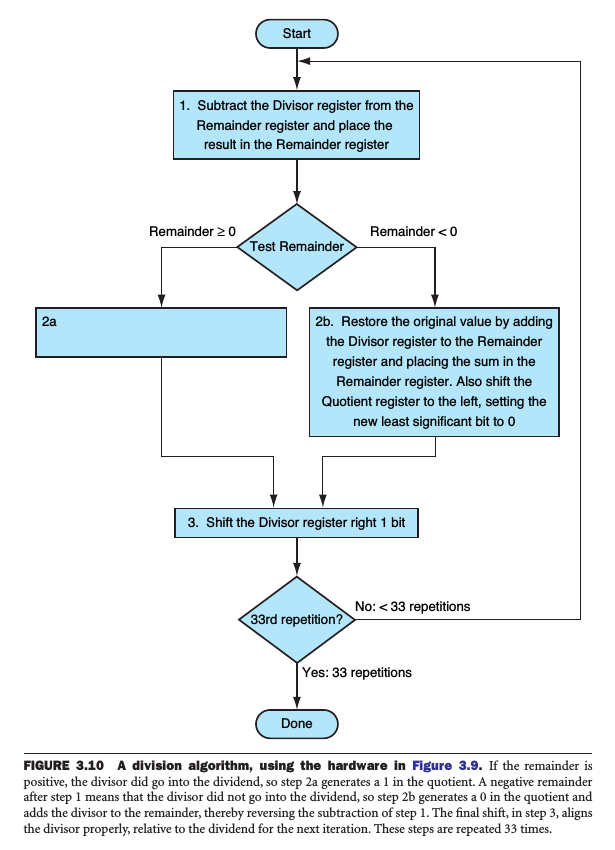 Start
1. Subtract the Divisor register from the
Remainder register and place the
result in the Remainder register
Remainder ≥ 0
Test Remainder
Remainder < 0
2a
2b. Restore the original value by adding
the Divisor register to the Remainder
register and placing the sum in the
Remainder register. Also shift the
Quotient register to the left, setting the
new least significant bit to 0
3. Shift the Divisor register right 1 bit
33rd repetition?
No: < 33 repetitions
Yes: 33 repetitions
Done
FIGURE 3.10 A division algorithm, using the hardware in Figure 3.9. If the remainder is
positive, the divisor did go into the dividend, so step 2a generates a 1 in the quotient. A negative remainder
after step 1 means that the divisor did not go into the dividend, so step 2b generates a 0 in the quotient and
adds the divisor to the remainder, thereby reversing the subtraction of step 1. The final shift, in step 3, aligns
the divisor properly, relative to the dividend for the next iteration. These steps are repeated 33 times.